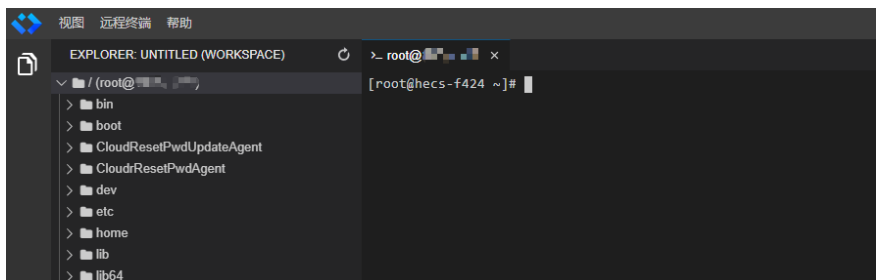 视图 远程终端 帮助
EXPLORER: UNTITLED (WORKSPACE)
/ (root@
bin
boot
CloudResetPwdUpdateAgent
CloudrResetPwdAgent
dev
etc
home
lib
lib64
>_ root@ ×
[root@hecs-f424 ~]#